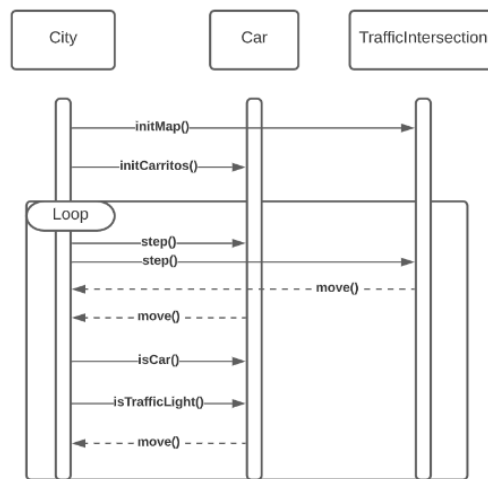 City
Car
TrafficIntersection
initMap()
initCarritos()
Loop
step()
step()
move()
move()
isCar()
isTrafficLight()
move()